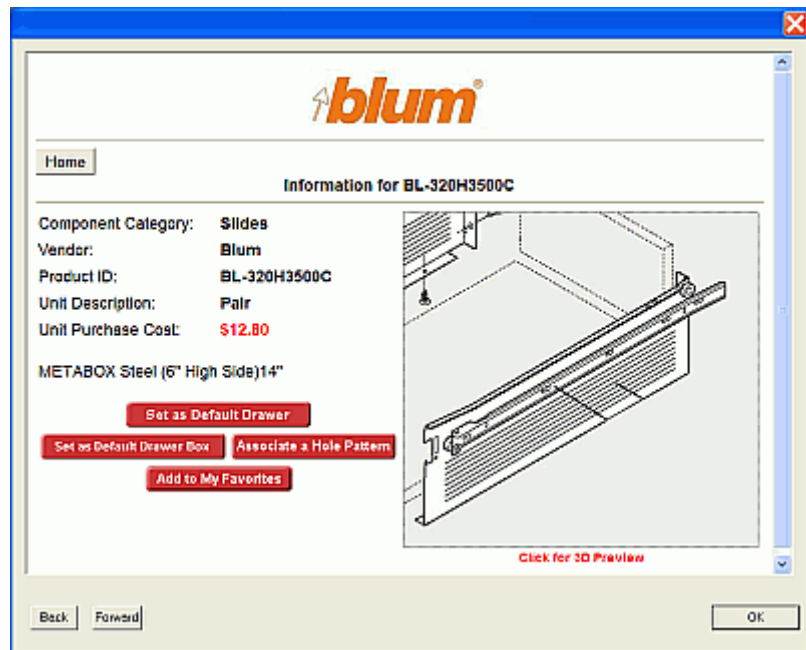 blum®
Home
Information for BL-320H3500C
Component Category: Slides
Vendor: Blum
Product ID: BL-320H3500C
Unit Description: Pair
Unit Purchase Cost: $12.80
METABOX Steel (6" High Side)14"
Set as Default Drawer
Set as Default Drawer Box Associate a Hole Pattern
Add to My Favorites
Click for 3D Preview
Back Forward OK